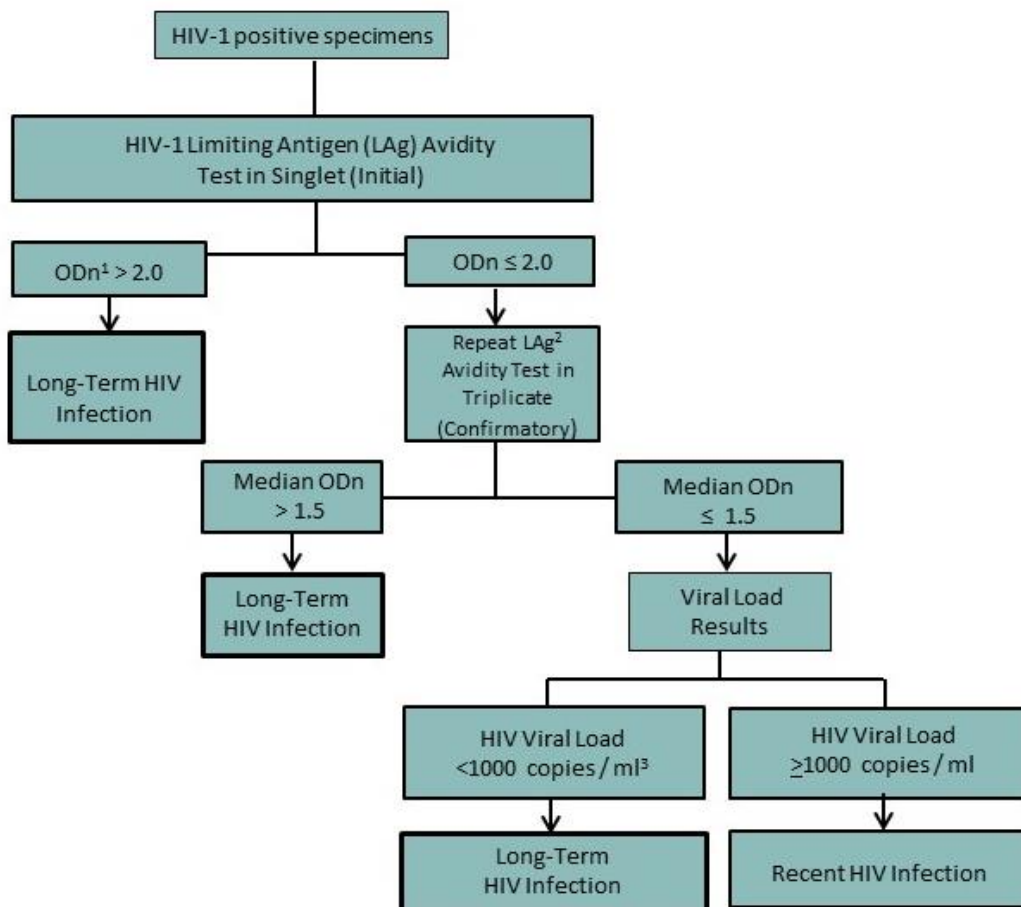 HIV-1 positive specimens
HIV-1 Limiting Antigen (LAg) Avidity
Test in Singlet (Initial)
ODn¹ > 2.0
ODn ≤ 2.0
Long-Term HIV
Infection
Repeat LAg²
Avidity Test in
Triplicate
(Confirmatory)
Median ODn
> 1.5
Median ODn
≤ 1.5
Long-Term
HIV Infection
Viral Load
Results
HIV Viral Load
<1000 copies / ml³
HIV Viral Load
≥1000 copies / ml
Long-Term
HIV Infection
Recent HIV Infection